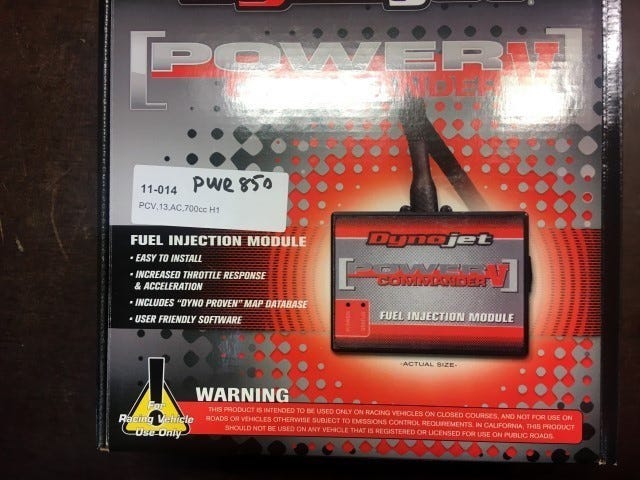 Dynojet
[POWER V]
COMMANDER
11-014 PWR 850
PCV,13,AC,700cc H1
FUEL INJECTION MODULE
• EASY TO INSTALL
• INCREASED THROTTLE RESPONSE
& ACCELERATION
• INCLUDES "DYNO PROVEN" MAP DATABASE
• USER FRIENDLY SOFTWARE
Dynojet
[POWER V]
COMMANDER
FUEL INJECTION MODULE
-ACTUAL SIZE-
WARNING
For
Racing Vehicle
Use Only
THIS PRODUCT IS INTENDED TO BE USED ONLY ON RACING VEHICLES ON CLOSED COURSES, AND NOT FOR USE ON
ROADS OR VEHICLES OTHERWISE SUBJECT TO EMISSIONS CONTROL REQUIREMENTS. IN CALIFORNIA, THIS PRODUCT
SHOULD NOT BE USED ON ANY VEHICLE THAT IS REGISTERED OR LICENSED FOR USE ON PUBLIC ROADS.